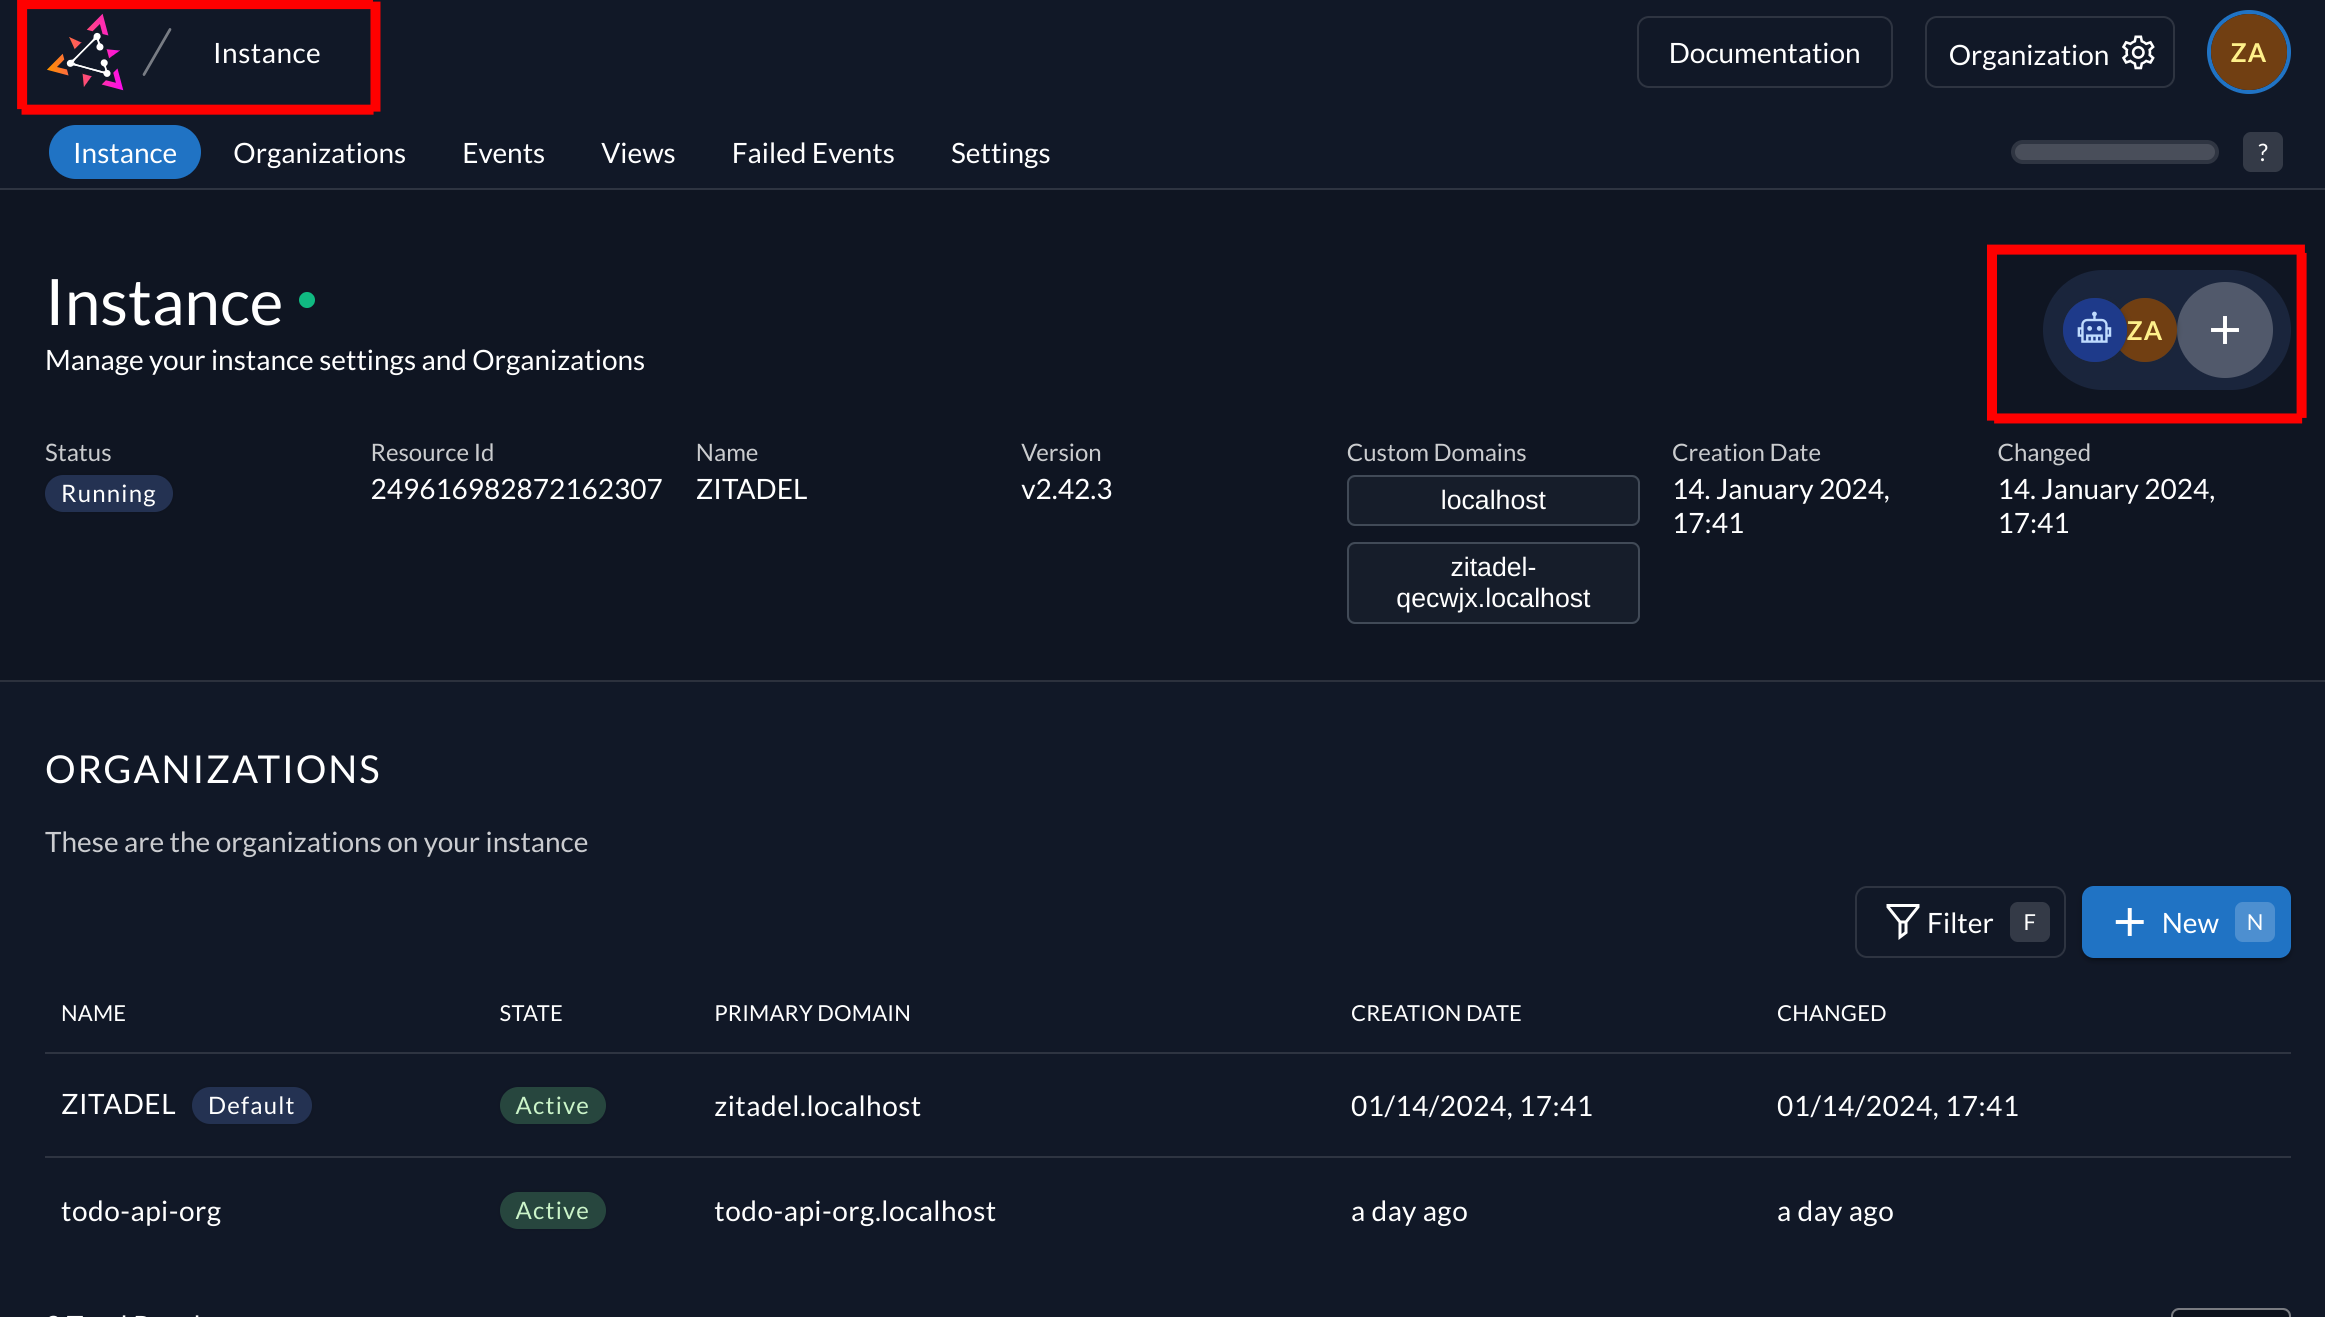 Instance
Documentation
Organization
ZA
Instance
Organizations
Events
Views
Failed Events
Settings
?
Instance
Manage your instance settings and Organizations
ZA
Status
Running
Resource Id
249616982872162307
Name
ZITADEL
Version
v2.42.3
Custom Domains
localhost
zitadel-
qecwjx.localhost
Creation Date
14. January 2024,
17:41
Changed
14. January 2024,
17:41
ORGANIZATIONS
These are the organizations on your instance
Filter F
+ New N
NAME STATE PRIMARY DOMAIN CREATION DATE CHANGED
ZITADEL Default Active zitadel.localhost 01/14/2024, 17:41 01/14/2024, 17:41
todo-api-org Active todo-api-org.localhost a day ago a day ago